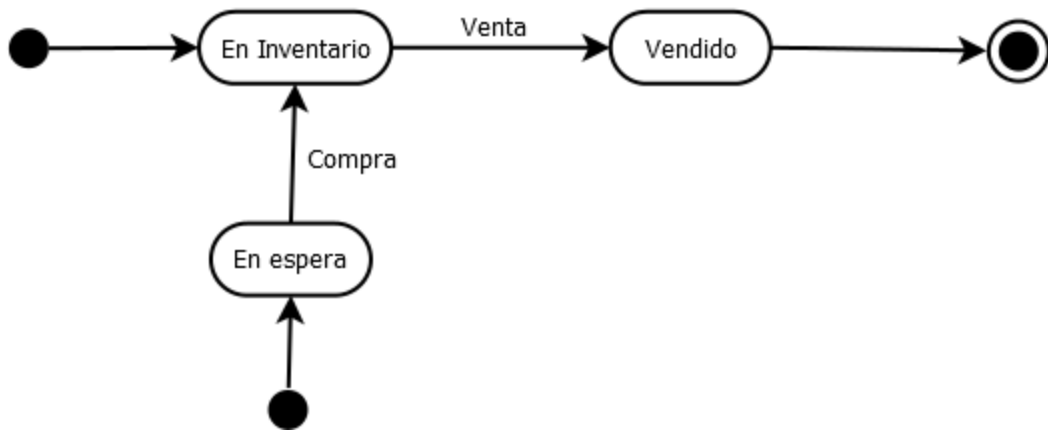 Venta
En Inventario
Vendido
Compra
En espera